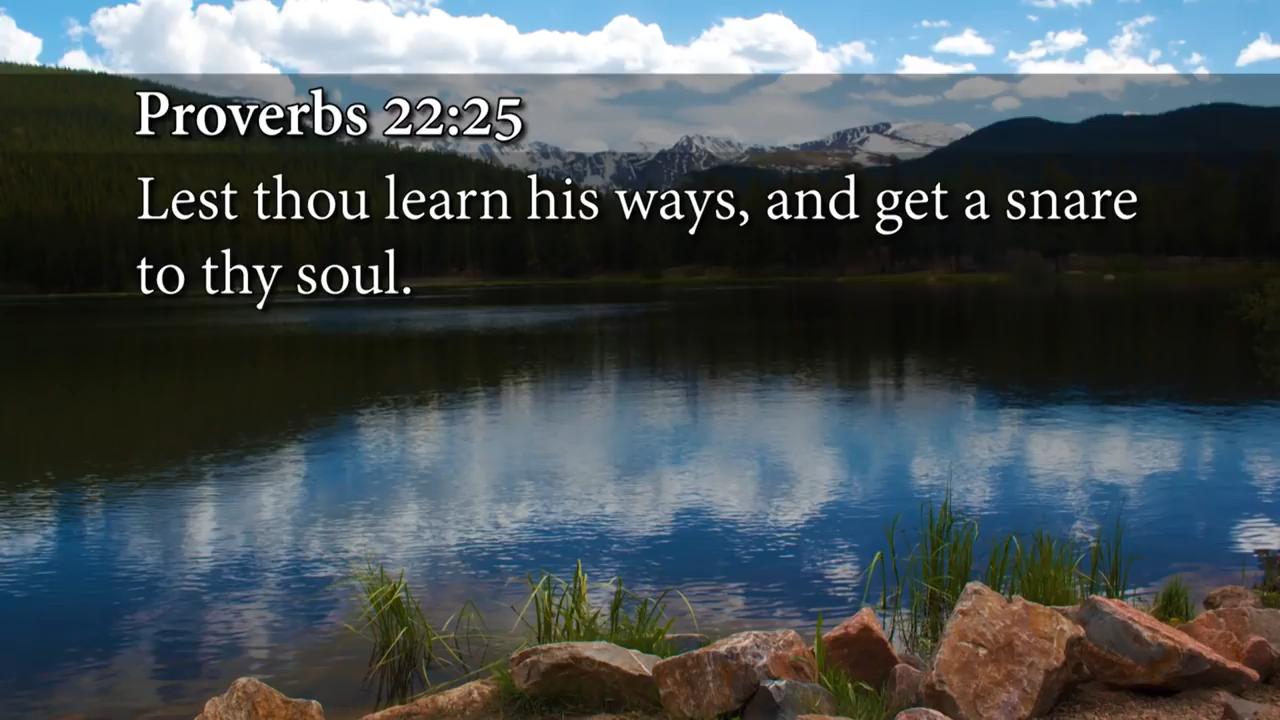 Proverbs 22:25
Lest thou learn his ways, and get a snare
to thy soul.